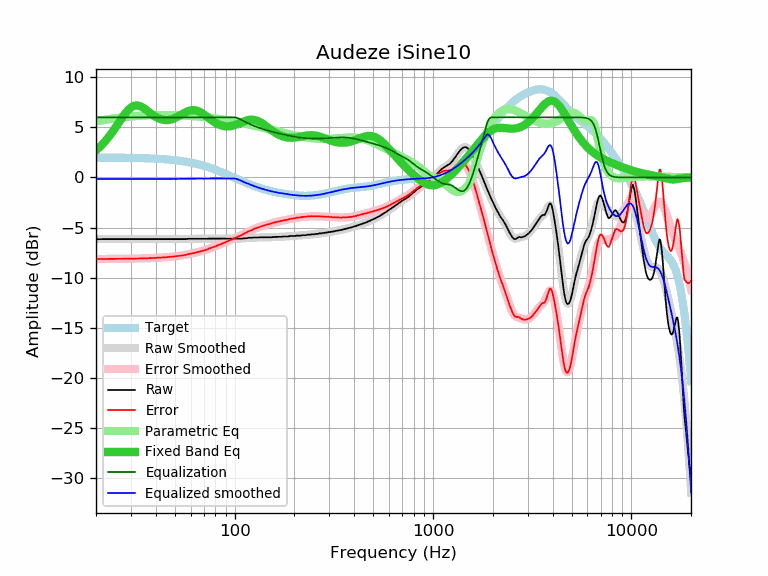 Audeze iSine10
10
5
0
−5
−10
−15
−20
−25
−30
Amplitude (dBr)
Target
Raw Smoothed
Error Smoothed
Raw
Error
Parametric Eq
Fixed Band Eq
Equalization
Equalized smoothed
100
1000
10000
Frequency (Hz)